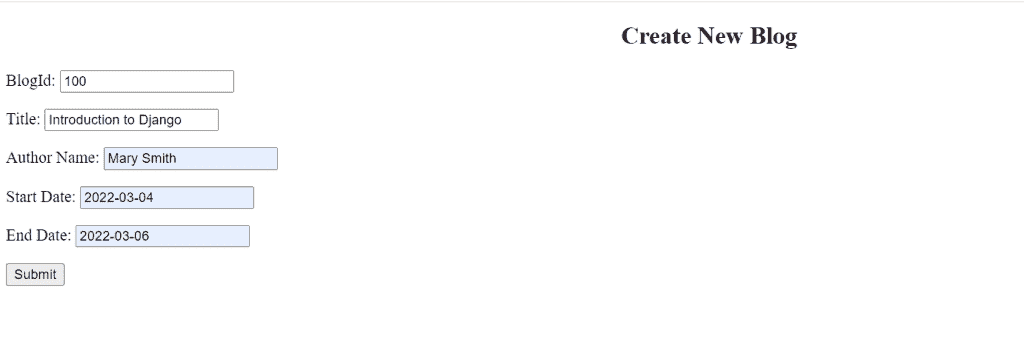 Create New Blog
BlogId: 100
Title: Introduction to Django
Author Name: Mary Smith
Start Date: 2022-03-04
End Date: 2022-03-06
Submit